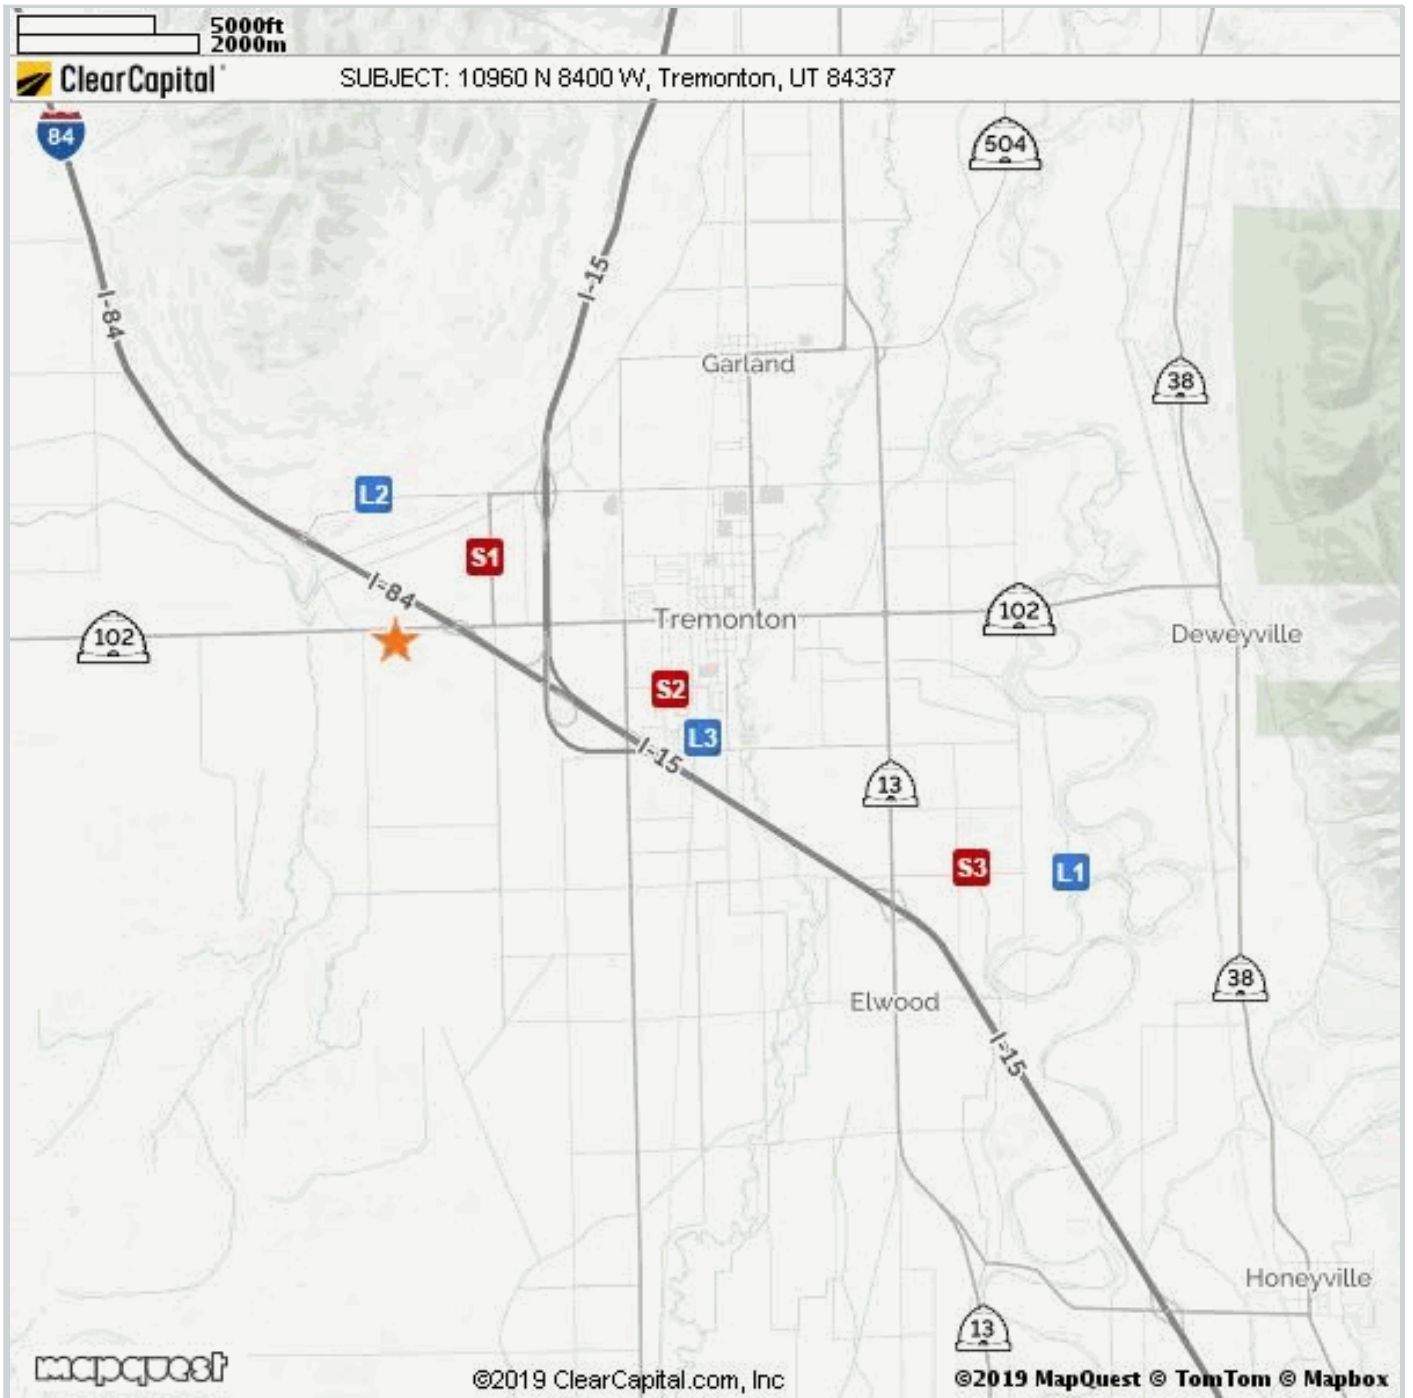 5000ft
2000m
ClearCapital
SUBJECT: 10960 N 8400 W, Tremonton, UT 84337
84
504
I-15
I-84
Garland
38
L2
S1
I-84
102
Tremonton
102
Deweyville
S2
L3
I-15
13
S3
L1
38
Elwood
I-15
Honeyville
13
mapquest
©2019 ClearCapital.com, Inc
©2019 MapQuest © TomTom © Mapbox